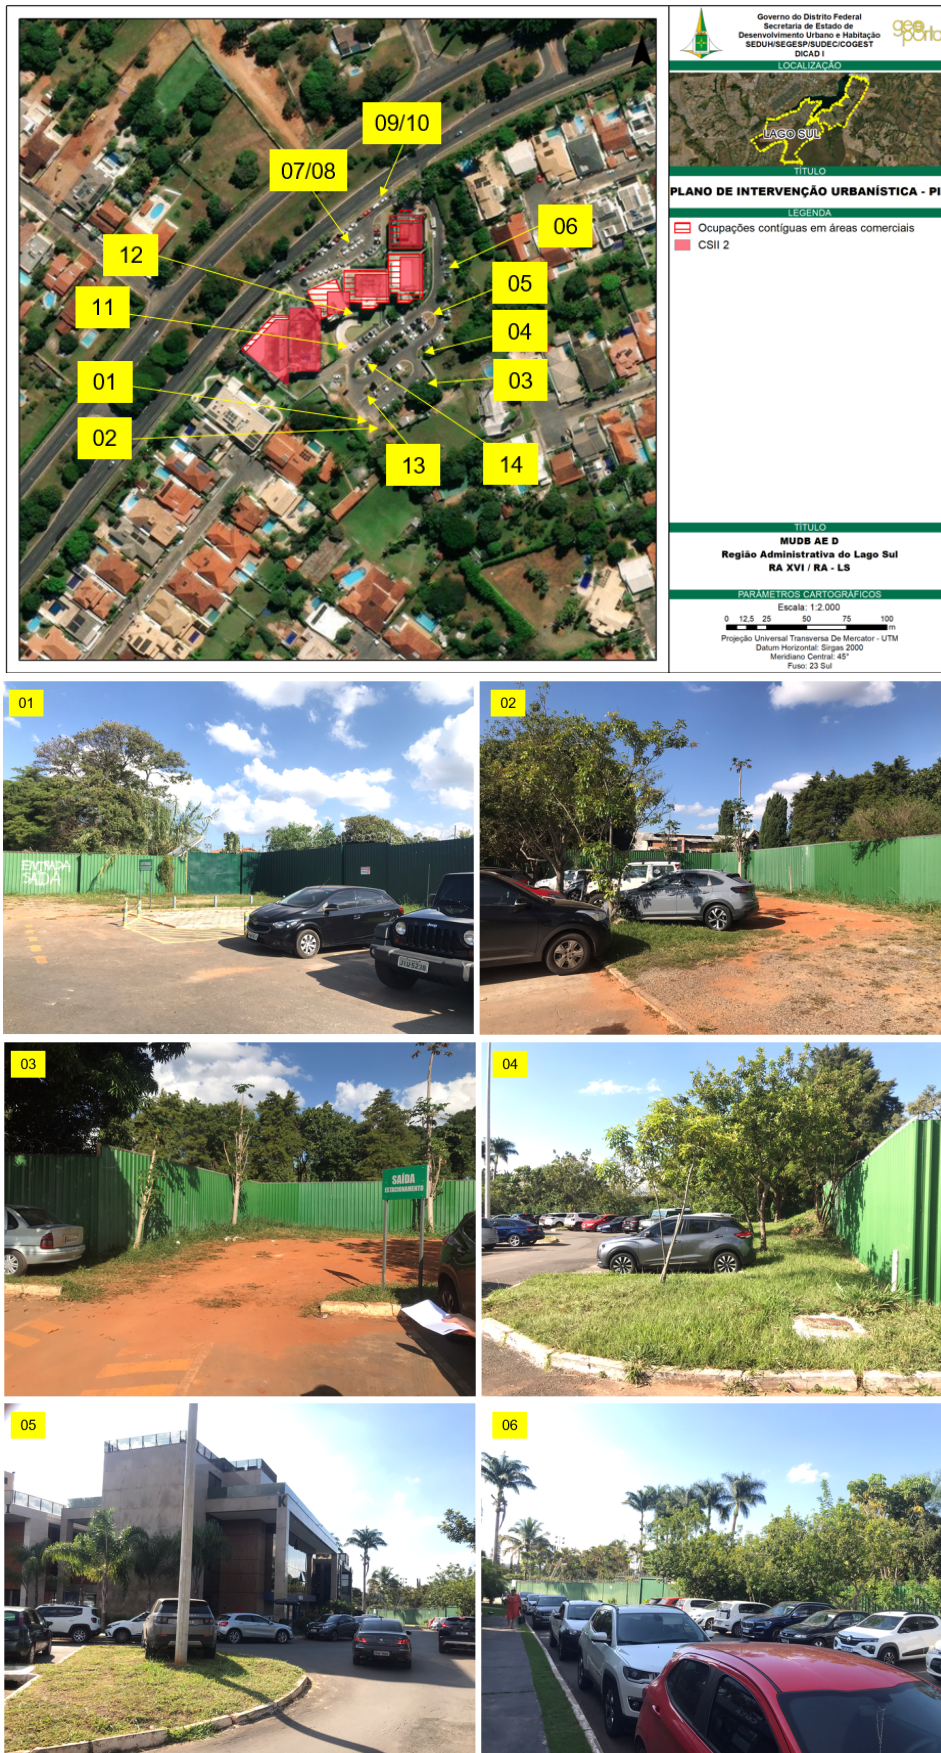 09/10
07/08
06
12
05
11
04
01
03
02
13
14
Governo do Distrito Federal
Secretaria de Estado de
Desenvolvimento Urbano e Habitação
SEDUH/SEGESP/SUDEC/COGEST
DICAD I
geo
portal
LOCALIZAÇÃO
LAGO SUL
TÍTULO
PLANO DE INTERVENÇÃO URBANÍSTICA - PI
LEGENDA
Ocupações contíguas em áreas comerciais
CSII 2
TÍTULO
MUDB AE D
Região Administrativa do Lago Sul
RA XVI / RA - LS
PARÂMETROS CARTOGRÁFICOS
Escala: 1:2.000
0 12,5 25 50 75 100
m
Projeção Universal Transversa De Mercator - UTM
Datum Horizontal: Sirgas 2000
Meridiano Central: 45°
Fuso: 23 Sul
01
ENTRADA
SAÍDA
Jeep
02
03
SAÍDA
ESTACIONAMENTO
04
05
K
06